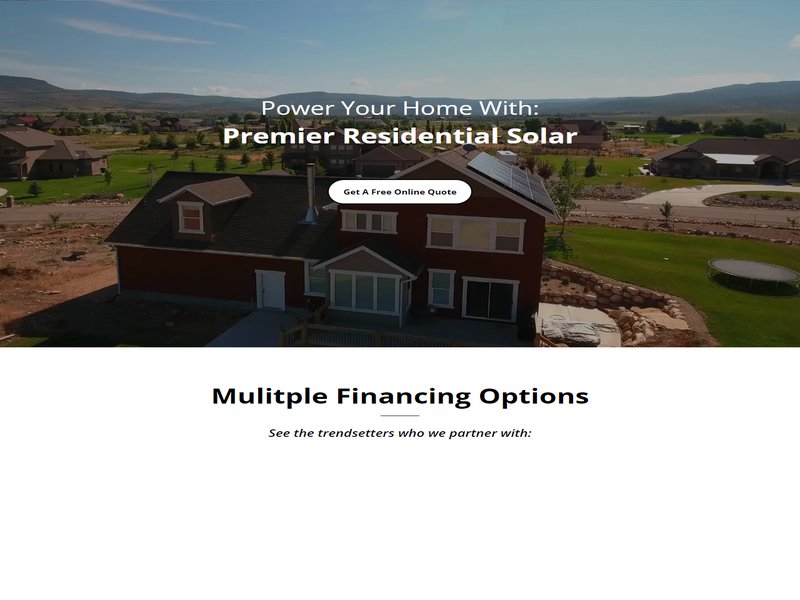 Power Your Home With:
Premier Residential Solar
Get A Free Online Quote
Mulitple Financing Options
See the trendsetters who we partner with: